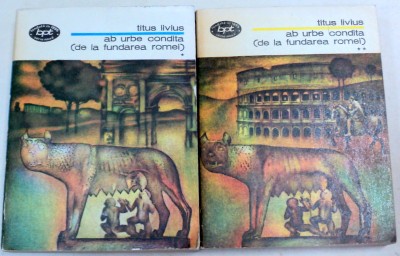 bpt
titus livius
ab urbe condita
(de la fundarea romei)
*
bpt
titus livius
ab urbe condita
(de la fundarea romei)
**